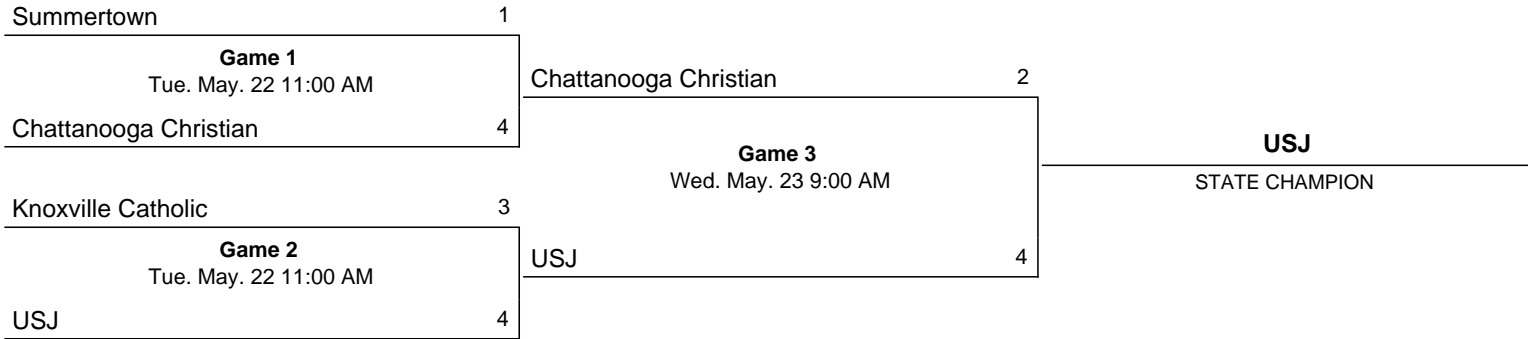 Summertown 1
Game 1
Tue. May. 22 11:00 AM
Chattanooga Christian 4
Knoxville Catholic 3
Game 2
Tue. May. 22 11:00 AM
USJ 4
Chattanooga Christian 2
Game 3
Wed. May. 23 9:00 AM
USJ 4
USJ
STATE CHAMPION